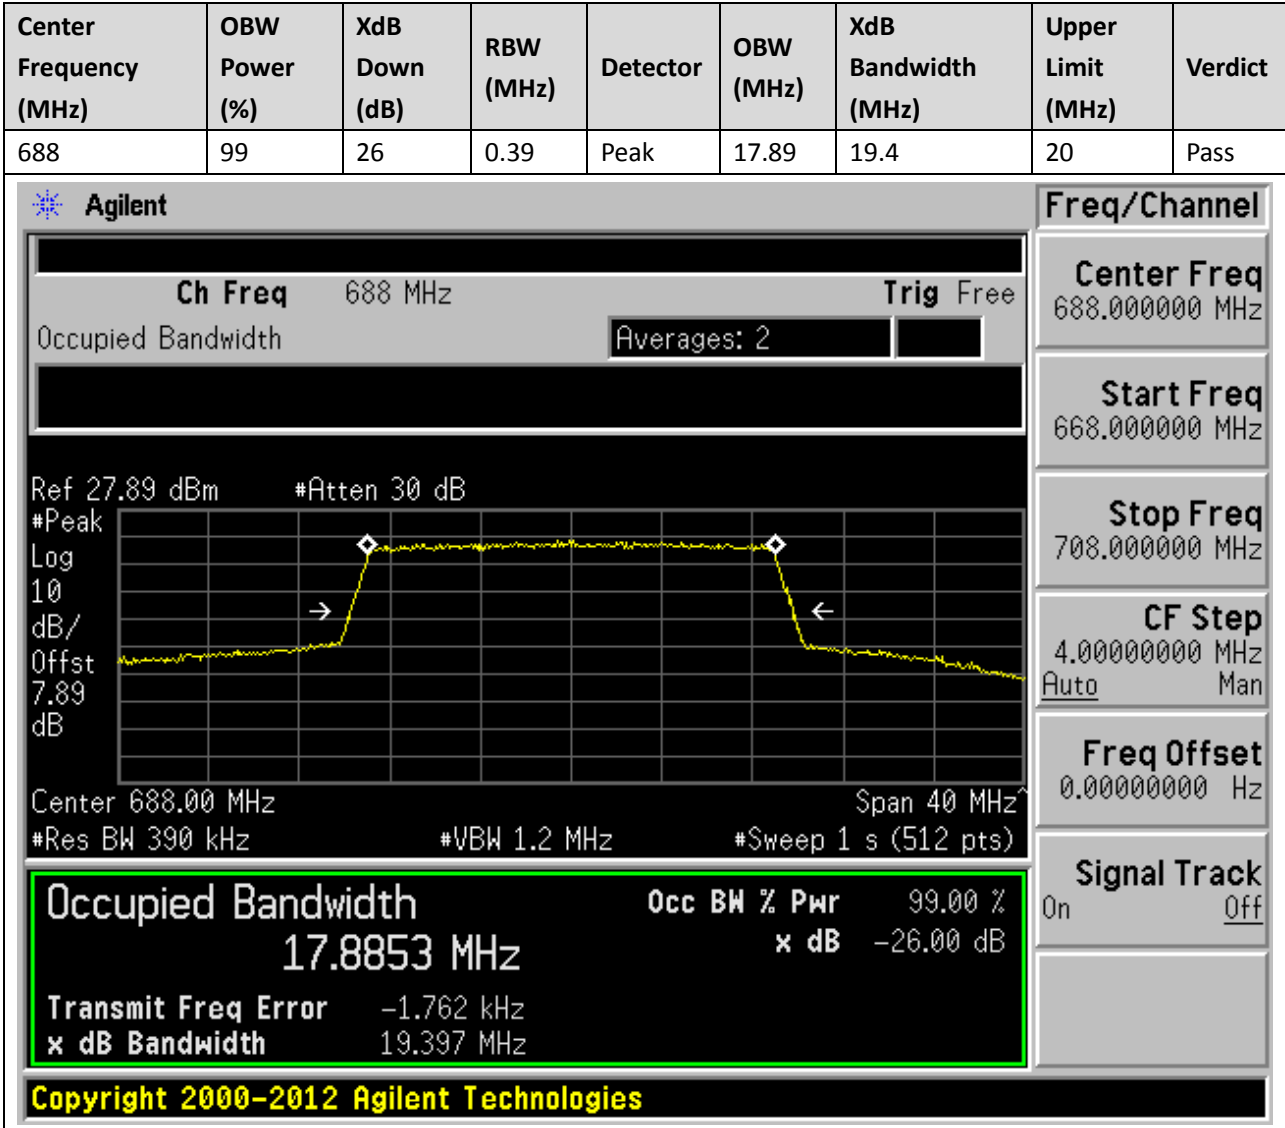 Center Frequency (MHz) OBW Power (%) XdB Down (dB) RBW (MHz) Detector OBW (MHz) XdB Bandwidth (MHz) Upper Limit (MHz) Verdict
688 99 26 0.39 Peak 17.89 19.4 20 Pass
Agilent
Freq/Channel
Ch Freq 688 MHz Trig Free
Occupied Bandwidth Averages: 2
Center Freq
688.000000 MHz
Start Freq
668.000000 MHz
Stop Freq
708.000000 MHz
CF Step
4.00000000 MHz
Auto Man
Freq Offset
0.00000000 Hz
Signal Track
On Off
Ref 27.89 dBm #Atten 30 dB
#Peak
Log
10
dB/
Offst
7.89
dB
Center 688.00 MHz Span 40 MHz^
#Res BW 390 kHz #VBW 1.2 MHz #Sweep 1 s (512 pts)
Occupied Bandwidth Occ BW % Pwr 99.00 %
17.8853 MHz x dB -26.00 dB
Transmit Freq Error -1.762 kHz
x dB Bandwidth 19.397 MHz
Copyright 2000-2012 Agilent Technologies